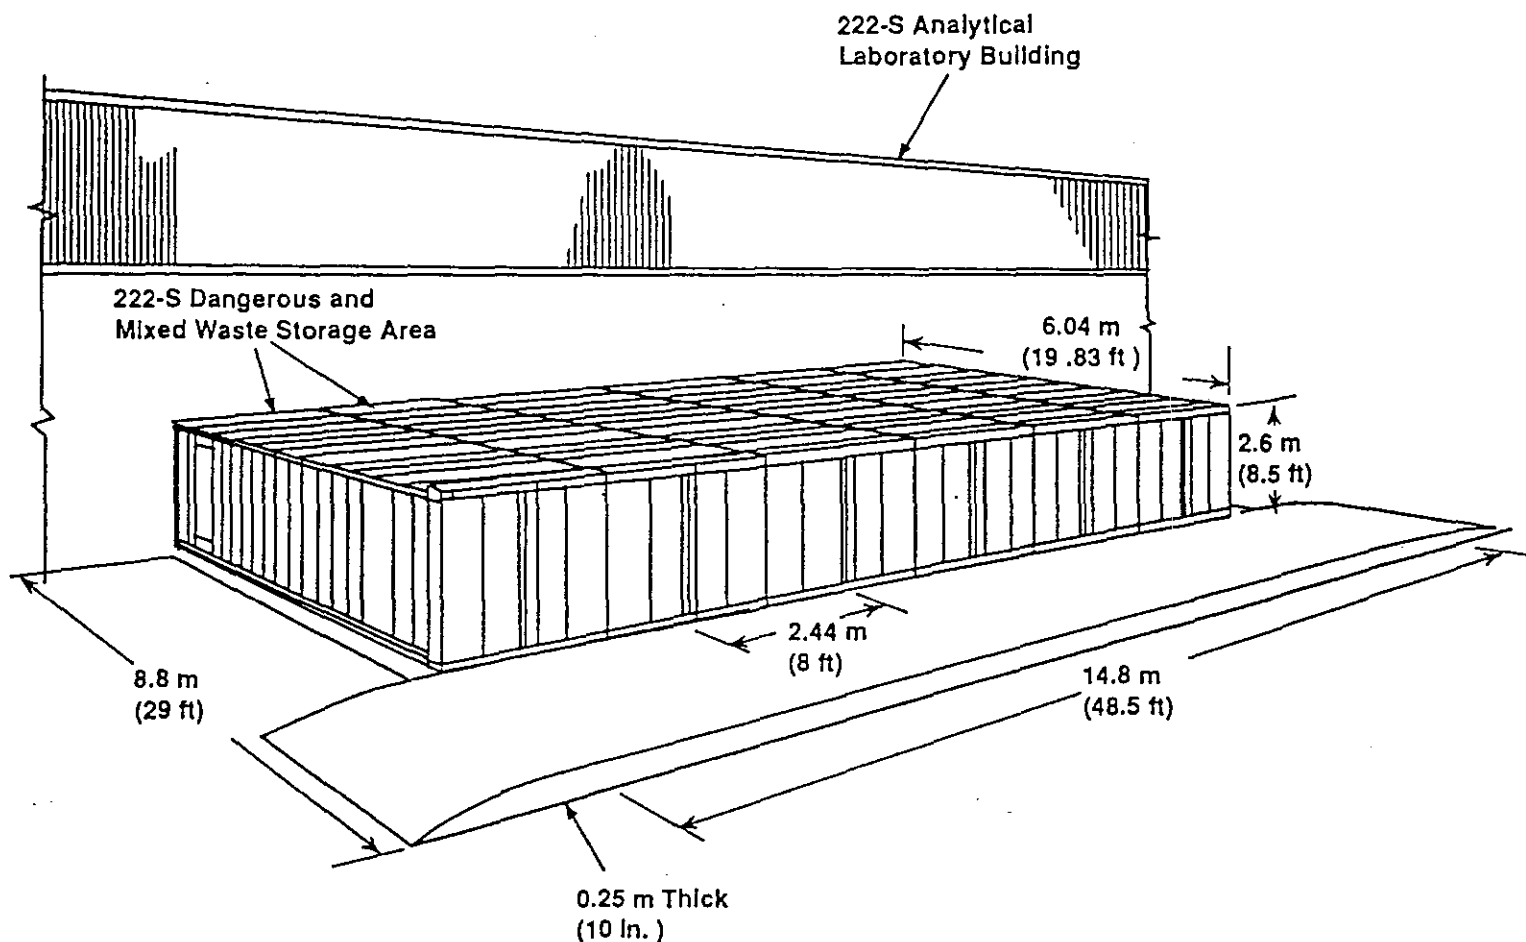 222-S Analytical
Laboratory Building
222-S Dangerous and
Mixed Waste Storage Area
6.04 m
(19 .83 ft )
2.6 m
(8.5 ft)
2.44 m
(8 ft)
8.8 m
(29 ft)
14.8 m
(48.5 ft)
0.25 m Thick
(10 in. )